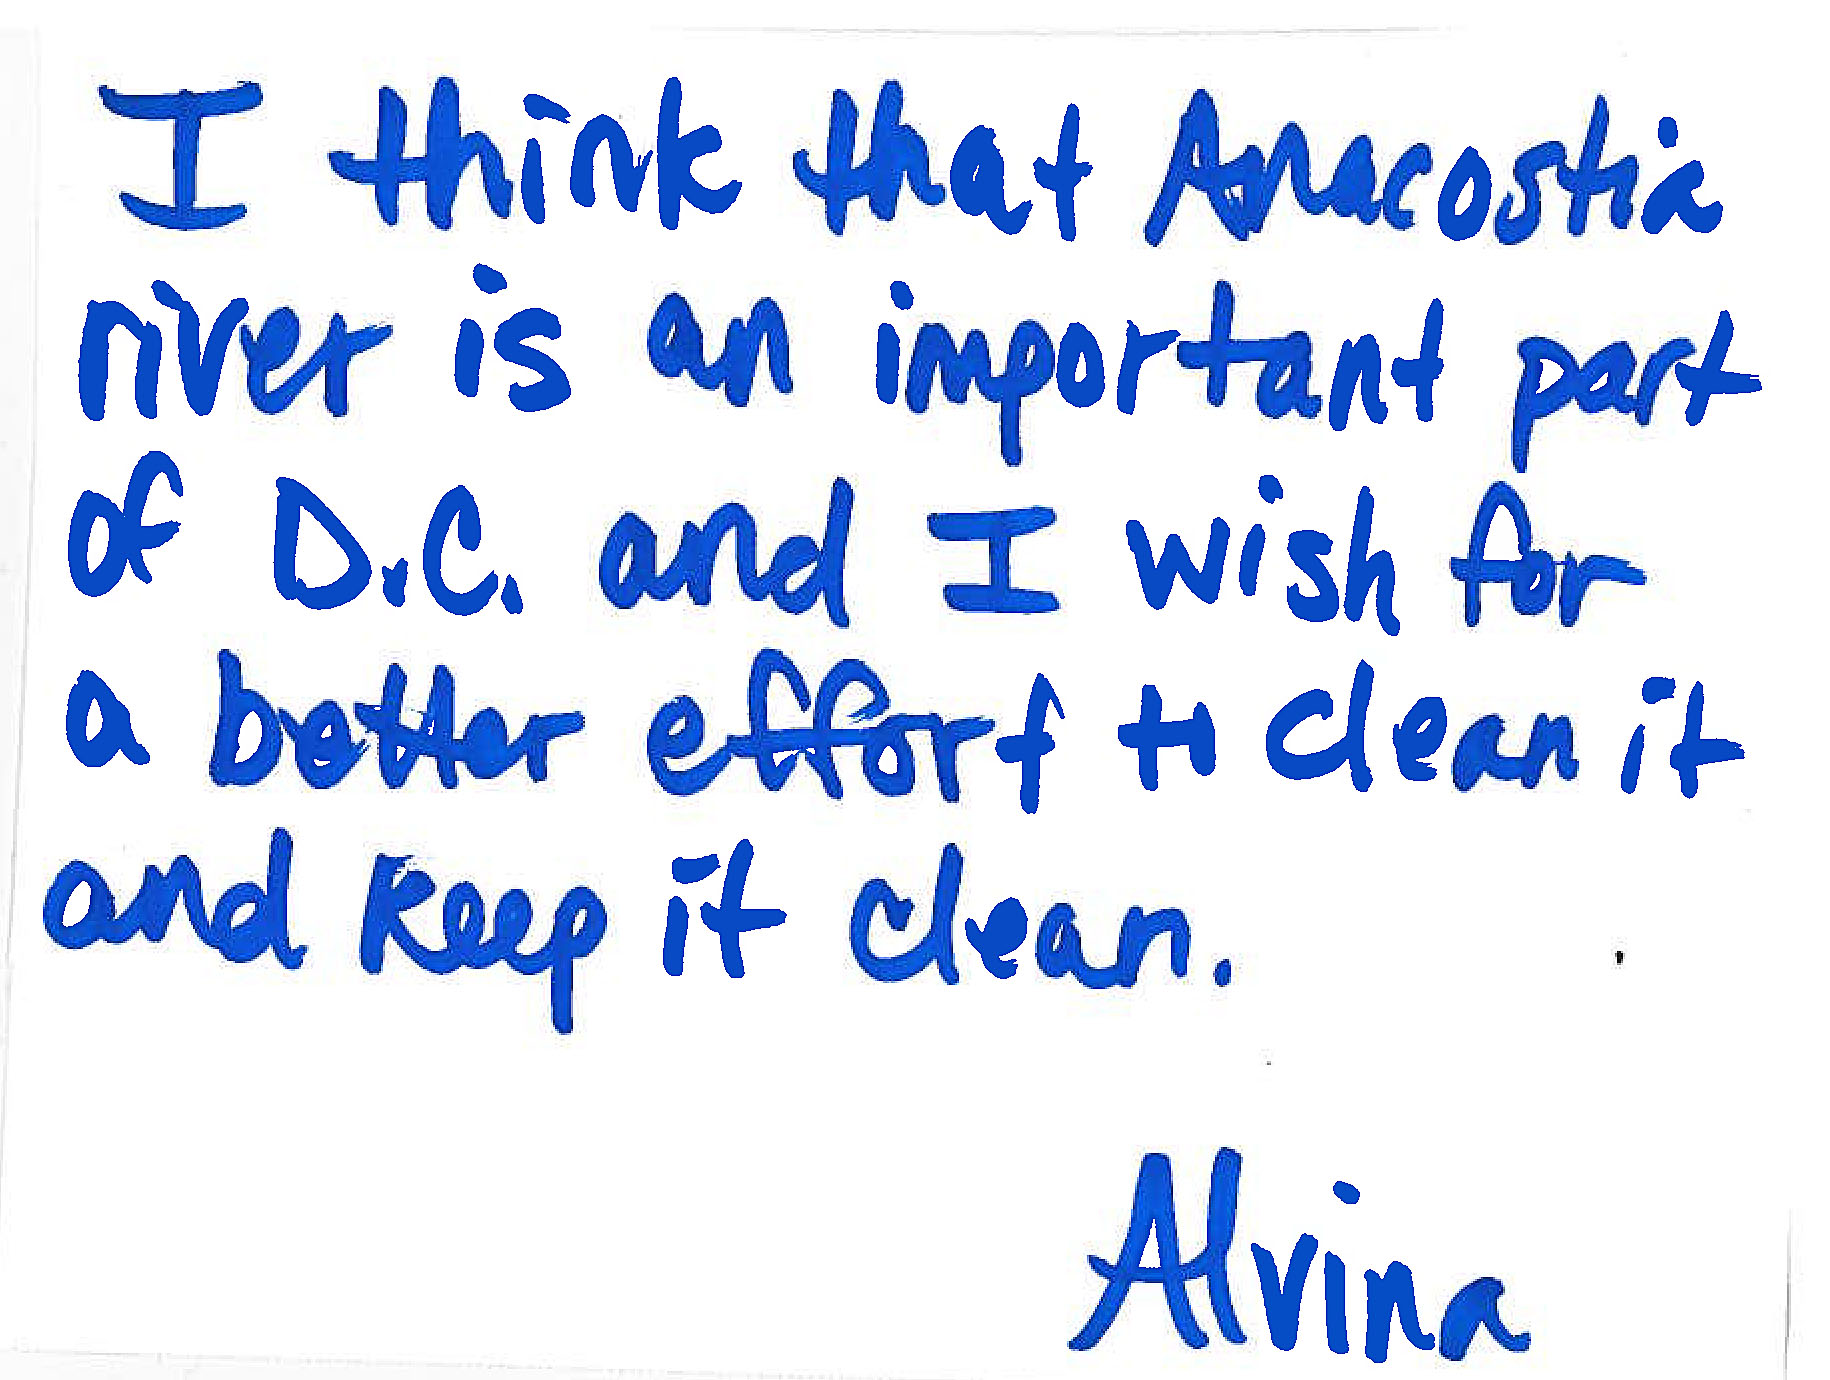 I think that Anacostia
river is an important part
of D.C. and I wish for
a better effort to clean it
and keep it clean.
Alvina